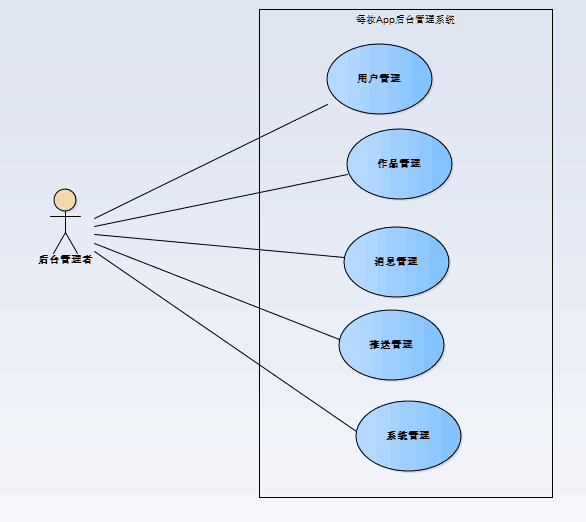 每妆App后台管理系统
用户管理
作品管理
后台管理者
消息管理
推送管理
系统管理